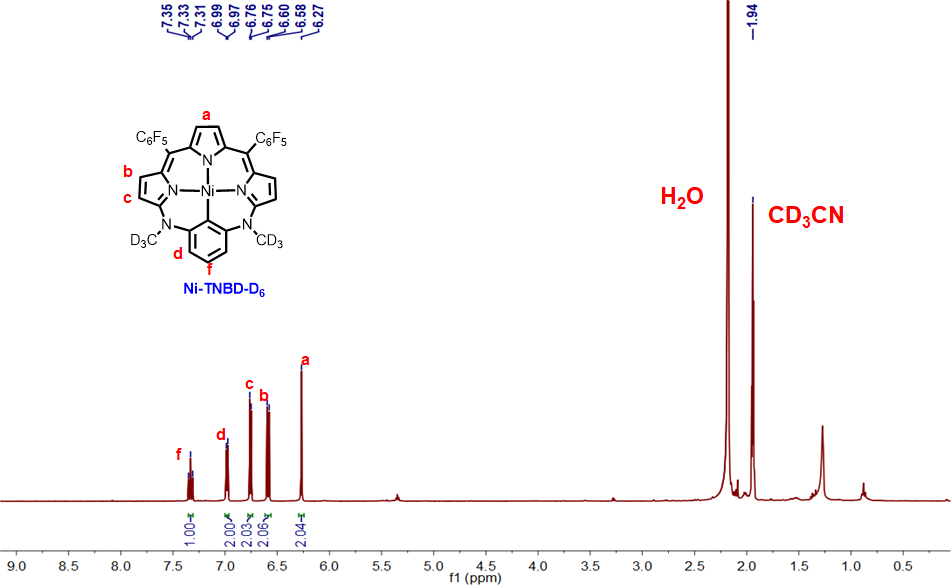 7.35
7.33
7.31
6.99
6.97
6.76
6.75
6.60
6.58
6.27
1.94
a
C6F5
C6F5
b
c
N
N
Ni
N
N
N
D3C
CD3
d
f
Ni-TNBD-D6
H2O
CD3CN
a
c
b
d
f
1.00
2.00
2.03
2.06
2.04
9.0 8.5 8.0 7.5 7.0 6.5 6.0 5.5 5.0 4.5 4.0 3.5 3.0 2.5 2.0 1.5 1.0 0.5
f1 (ppm)